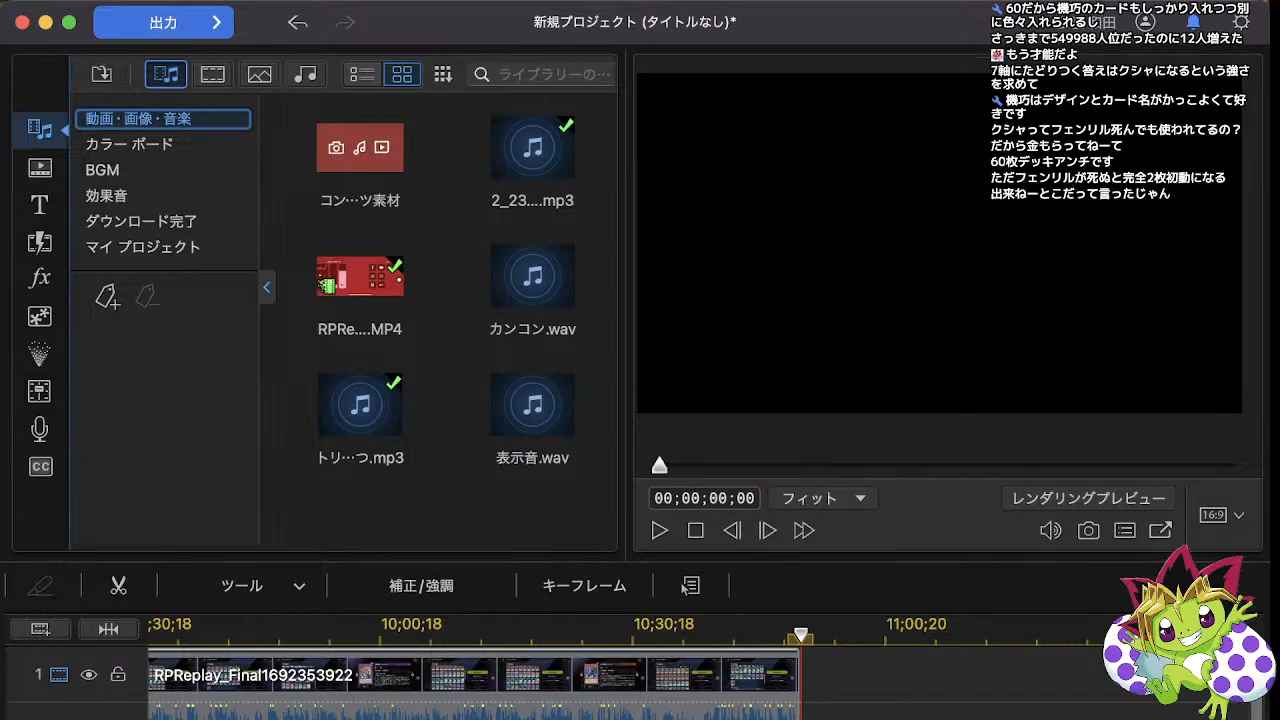 出力
新規プロジェクト (タイトルなし)*
ライブラリーの…
動画・画像・音楽
カラー ボード
BGM
効果音
ダウンロード完了
マイ プロジェクト
コン…ツ素材
2_23....mp3
RPRe....MP4
カンコン.wav
トリ…つ.mp3
表示音.wav
60だから機巧のカードもしっかり入れつつ別
に色々入れられるし
さっきまで549988人位だったのに12人増えた
もう才能だよ
7軸にたどりつく答えはクシャになるという強さ
を求めて
機巧はデザインとカード名がかっこよくて好
きです
クシャってフェンリル死んでも使われてるの？
だから金もらってねーて
60枚デッキアンチです
ただフェンリルが死ぬと完全2枚初動になる
出来ねーとこだって言ったじゃん
00;00;00;00
フィット
レンダリングプレビュー
16:9
T
fx
CC
ツール
補正/強調
キーフレーム
;30;18
10;00;18
10;30;18
11;00;20
1
RPReplay_Final1692353922